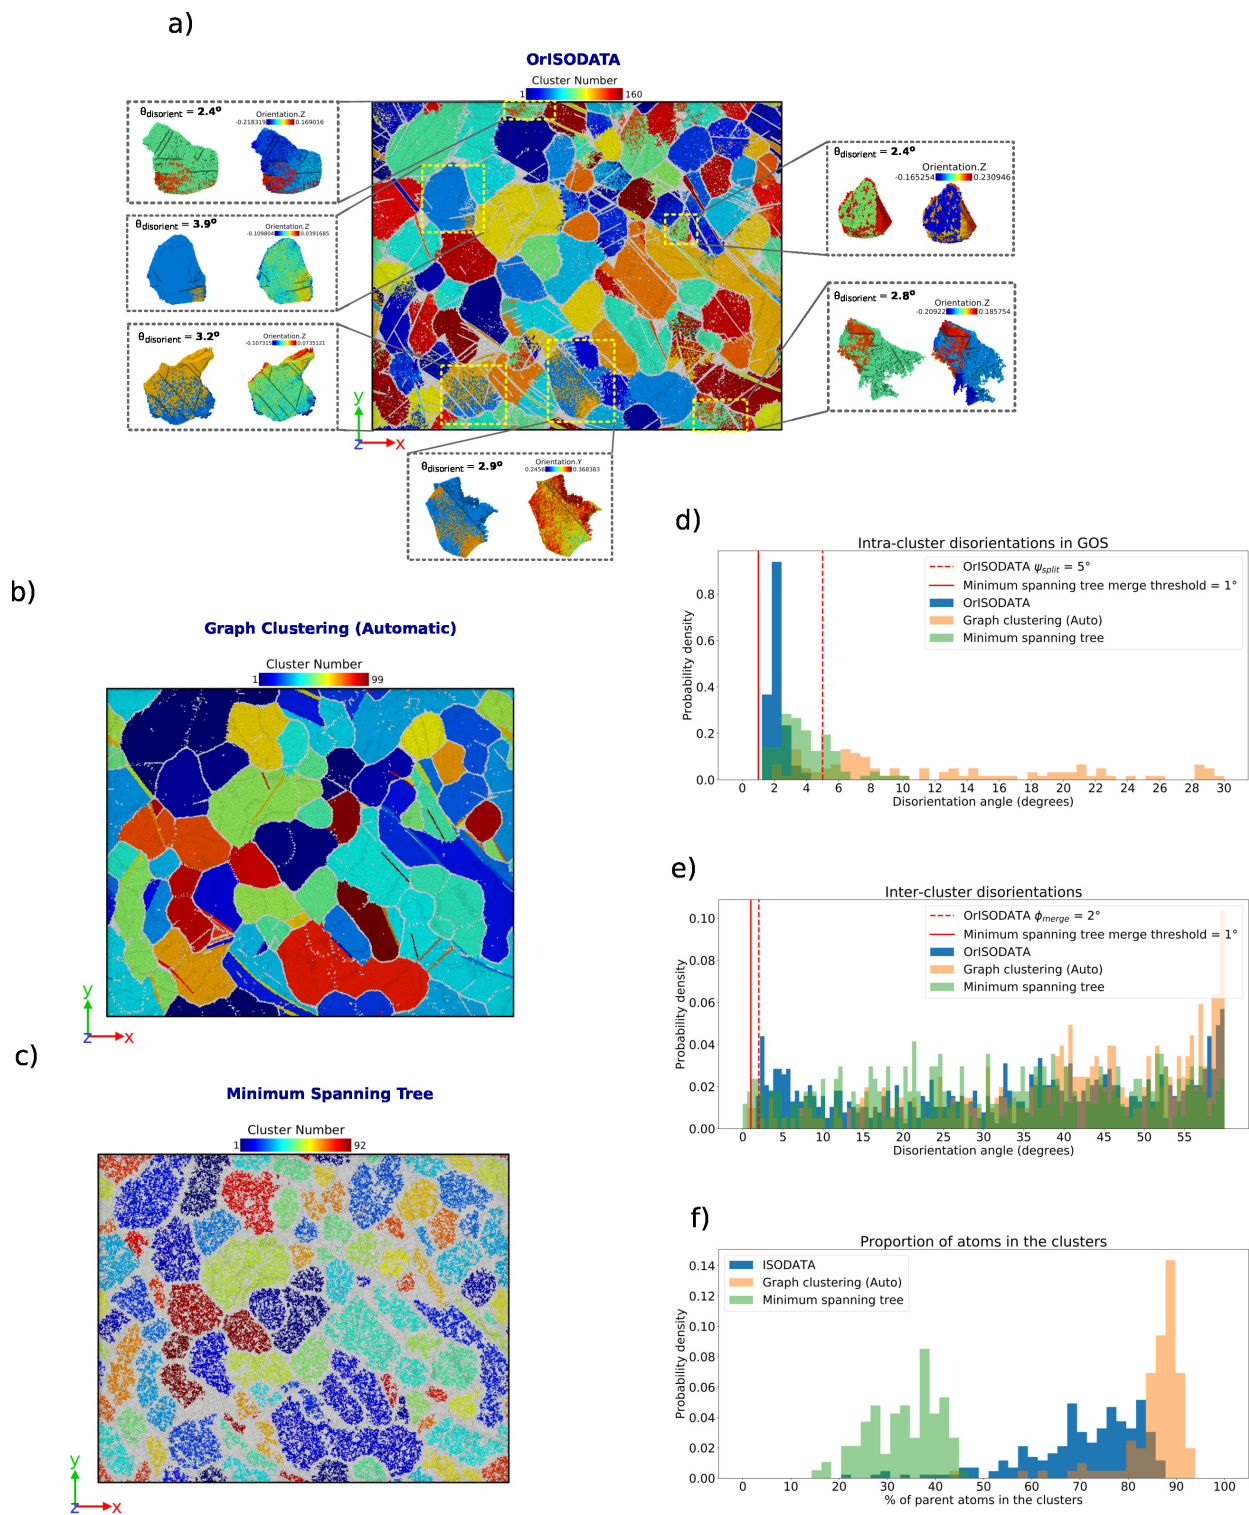 a)
OrISODATA
Cluster Number
1 160
θdisorient = 2.4°
Orientation.Z
-0.218319 0.169016
θdisorient = 3.9°
Orientation.Z
-0.109804 0.0391685
θdisorient = 3.2°
Orientation.Z
-0.107315 0.0735121
θdisorient = 2.4°
Orientation.Z
-0.165254 0.230946
θdisorient = 2.8°
Orientation.Z
-0.20922 0.185754
θdisorient = 2.9°
Orientation.Y
0.2456 0.368383
y
z x
b)
Graph Clustering (Automatic)
Cluster Number
1 99
y
z x
c)
Minimum Spanning Tree
Cluster Number
1 92
y
z x
d)
Intra-cluster disorientations in GOS
OrISODATA ψsplit = 5°
Minimum spanning tree merge threshold = 1°
OrISODATA
Graph clustering (Auto)
Minimum spanning tree
Probability density
0.8
0.6
0.4
0.2
0.0
0 2 4 6 8 10 12 14 16 18 20 22 24 26 28 30
Disorientation angle (degrees)
e)
Inter-cluster disorientations
OrISODATA ϕmerge = 2°
Minimum spanning tree merge threshold = 1°
OrISODATA
Graph clustering (Auto)
Minimum spanning tree
Probability density
0.10
0.08
0.06
0.04
0.02
0.00
0 5 10 15 20 25 30 35 40 45 50 55
Disorientation angle (degrees)
f)
Proportion of atoms in the clusters
ISODATA
Graph clustering (Auto)
Minimum spanning tree
Probability density
0.14
0.12
0.10
0.08
0.06
0.04
0.02
0.00
0 10 20 30 40 50 60 70 80 90 100
% of parent atoms in the clusters